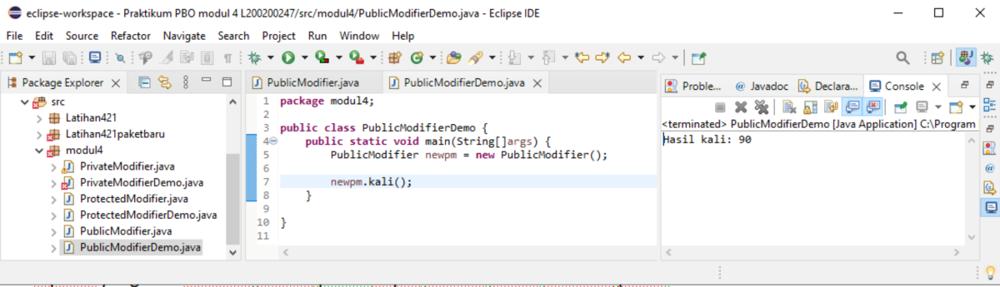 eclipse-workspace - Praktikum PBO modul 4 L200200247/src/modul4/PublicModifierDemo.java - Eclipse IDE
File Edit Source Refactor Navigate Search Project Run Window Help
Package Explorer
src
Latihan421
Latihan421paketbaru
modul4
PrivateModifier.java
PrivateModifierDemo.java
ProtectedModifier.java
ProtectedModifierDemo.java
PublicModifier.java
PublicModifierDemo.java
PublicModifier.java PublicModifierDemo.java
1 package modul4;
2
3 public class PublicModifierDemo {
4 public static void main(String[]args) {
5 PublicModifier newpm = new PublicModifier();
6
7 newpm.kali();
8 }
9
10 }
11
Proble... Javadoc Declara... Console
<terminated> PublicModifierDemo [Java Application] C:\Program
Hasil kali: 90